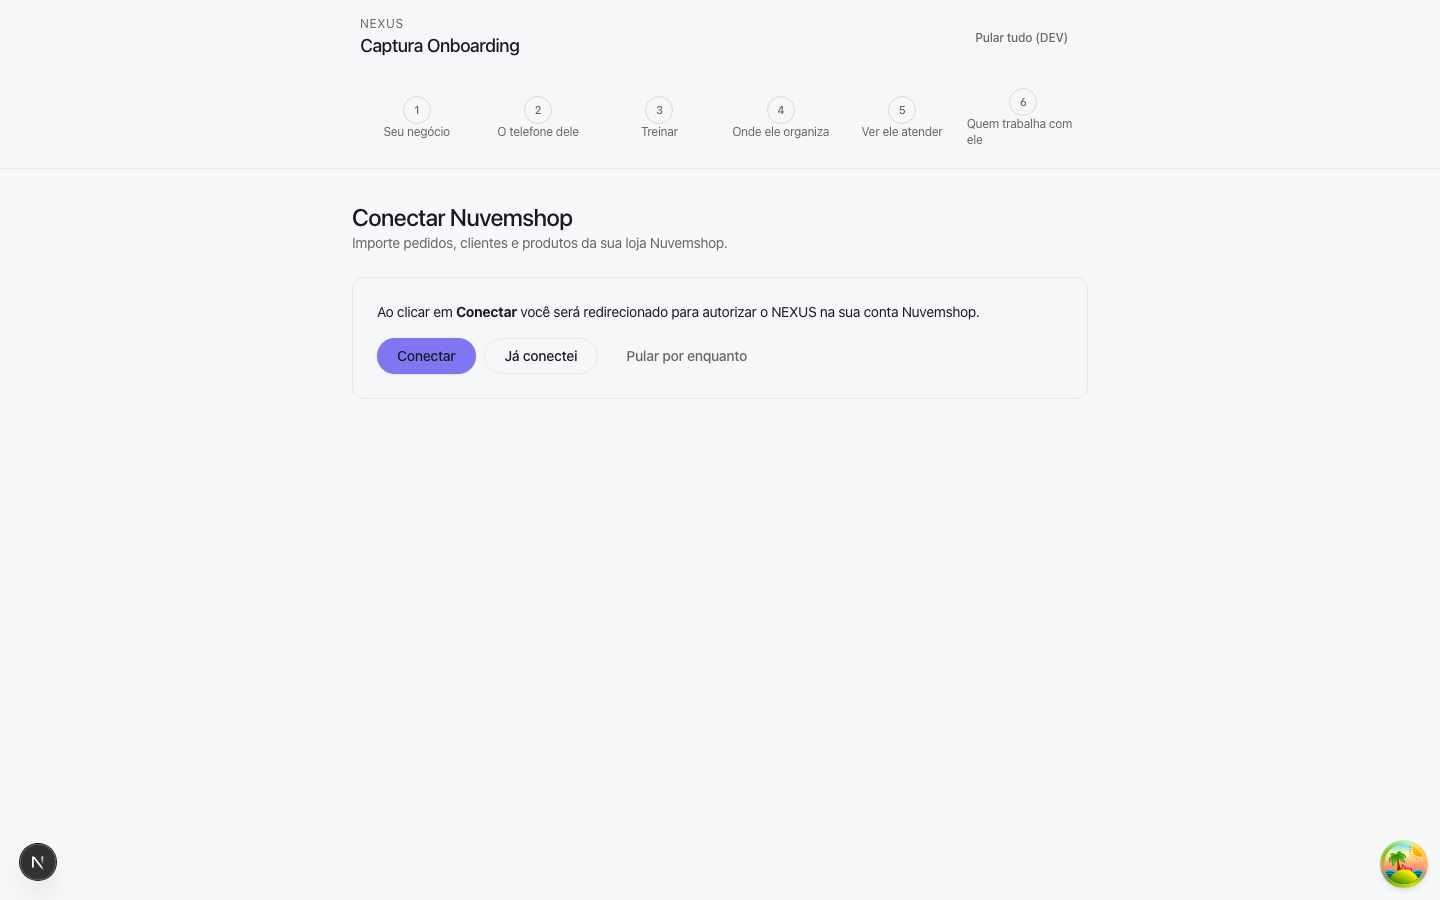 NEXUS
Captura Onboarding
Pular tudo (DEV)
1
Seu negócio
2
O telefone dele
3
Treinar
4
Onde ele organiza
5
Ver ele atender
6
Quem trabalha com
ele
Conectar Nuvemshop
Importe pedidos, clientes e produtos da sua loja Nuvemshop.
Ao clicar em Conectar você será redirecionado para autorizar o NEXUS na sua conta Nuvemshop.
Conectar
Já conectei
Pular por enquanto
N